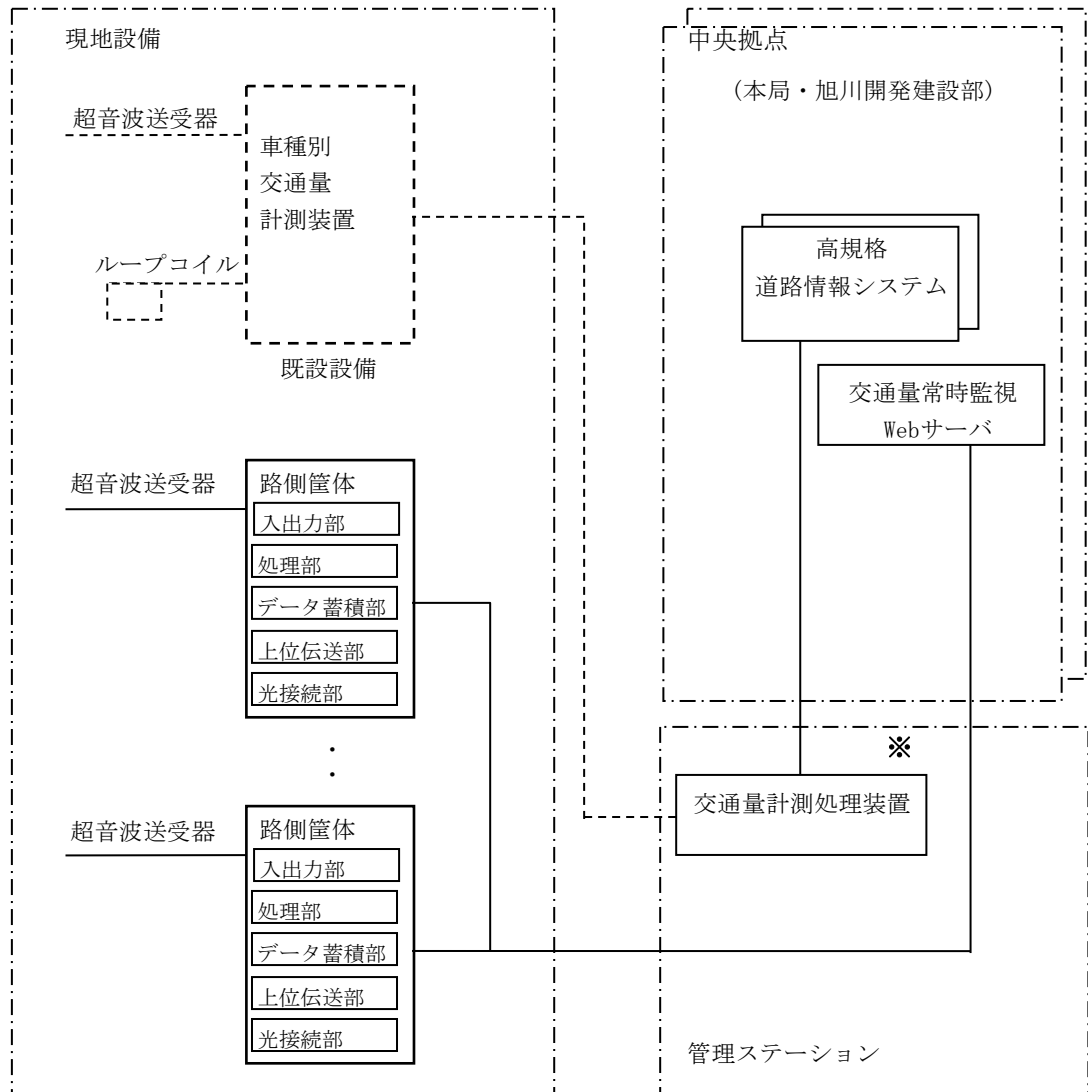 現地設備
超音波送受器
車種別
交通量
計測装置
ループコイル
既設設備
超音波送受器
路側筐体
入出力部
処理部
データ蓄積部
上位伝送部
光接続部
・
・
超音波送受器
路側筐体
入出力部
処理部
データ蓄積部
上位伝送部
光接続部
中央拠点
(本局・旭川開発建設部)
高規格
道路情報システム
交通量常時監視
Webサーバ
※
交通量計測処理装置
管理ステーション